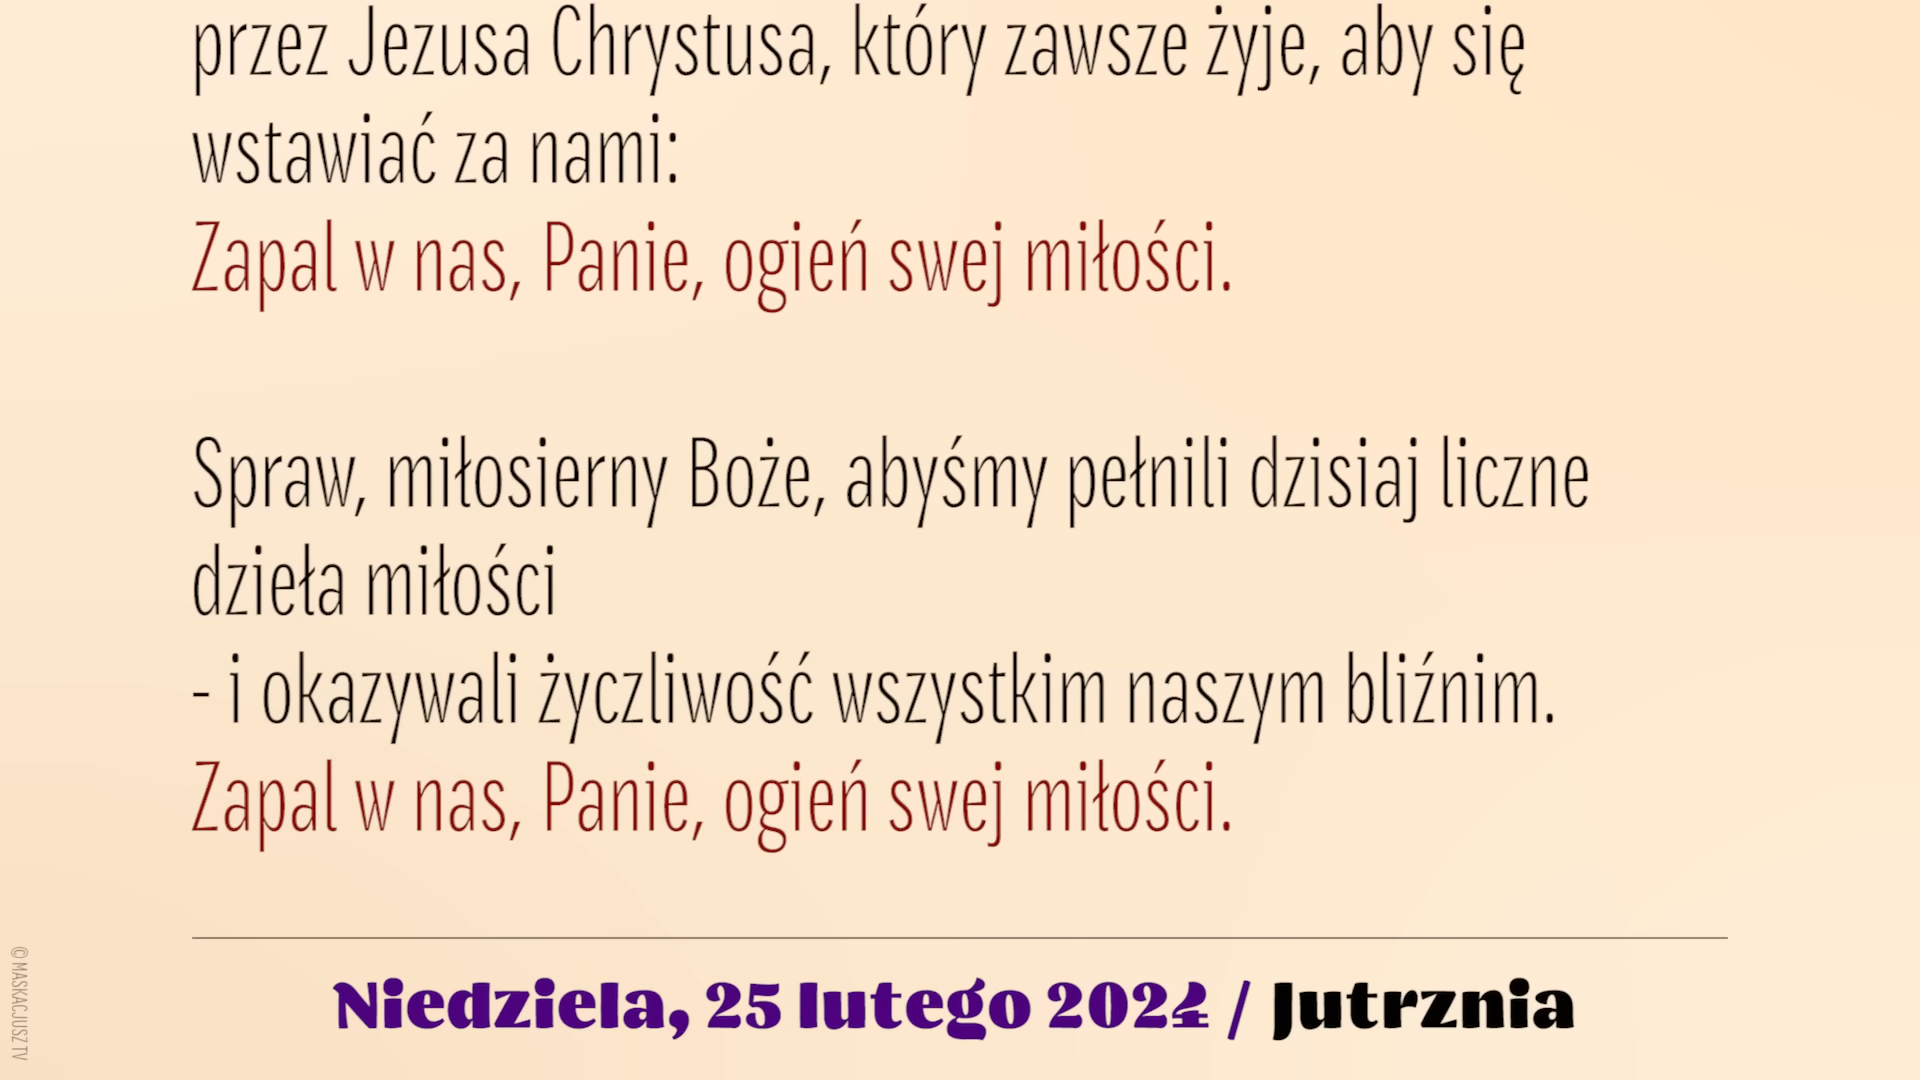 przez Jezusa Chrystusa, który zawsze żyje, aby się
wstawiać za nami:
Zapal w nas, Panie, ogień swej miłości.
Spraw, miłosierny Boże, abyśmy pełnili dzisiaj liczne
dzieła miłości
- i okazywali życzliwość wszystkim naszym bliźnim.
Zapal w nas, Panie, ogień swej miłości.
Niedziela, 25 lutego 2024 / Jutrznia
© MASKACJUSZ TV